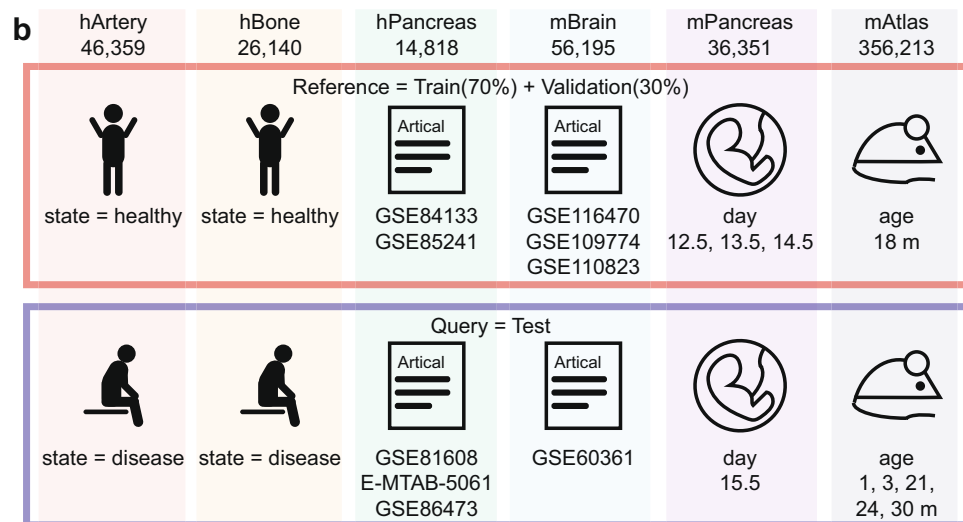 b
hArtery hBone hPancreas mBrain mPancreas mAtlas
46,359 26,140 14,818 56,195 36,351 356,213
Reference = Train(70%) + Validation(30%)
Artical Artical
state = healthy state = healthy GSE84133 GSE116470 day age
GSE85241 GSE109774 12.5, 13.5, 14.5 18 m
GSE110823
Query = Test
Artical Artical
state = disease state = disease GSE81608 GSE60361 day age
E-MTAB-5061 15.5 1, 3, 21,
GSE86473 24, 30 m